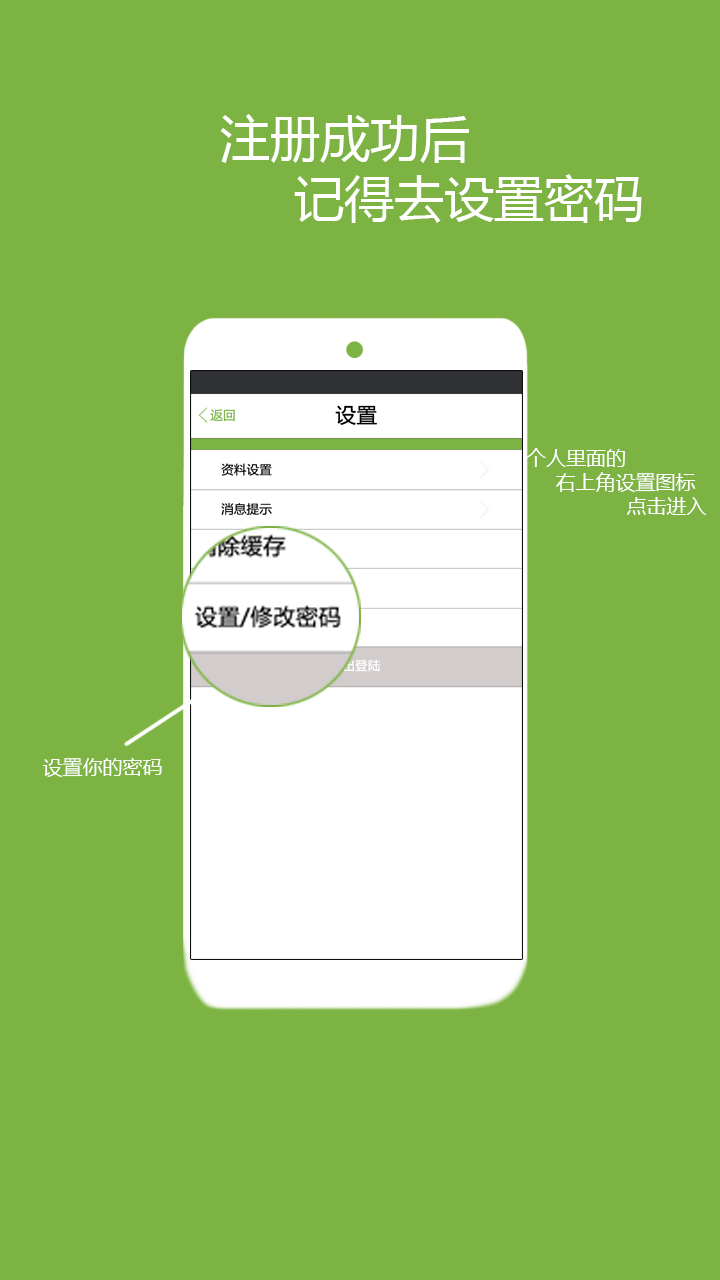 注册成功后
记得去设置密码
返回
设置
资料设置
消息提示
除缓存
设置/修改密码
出登陆
个人里面的
右上角设置图标
点击进入
设置你的密码